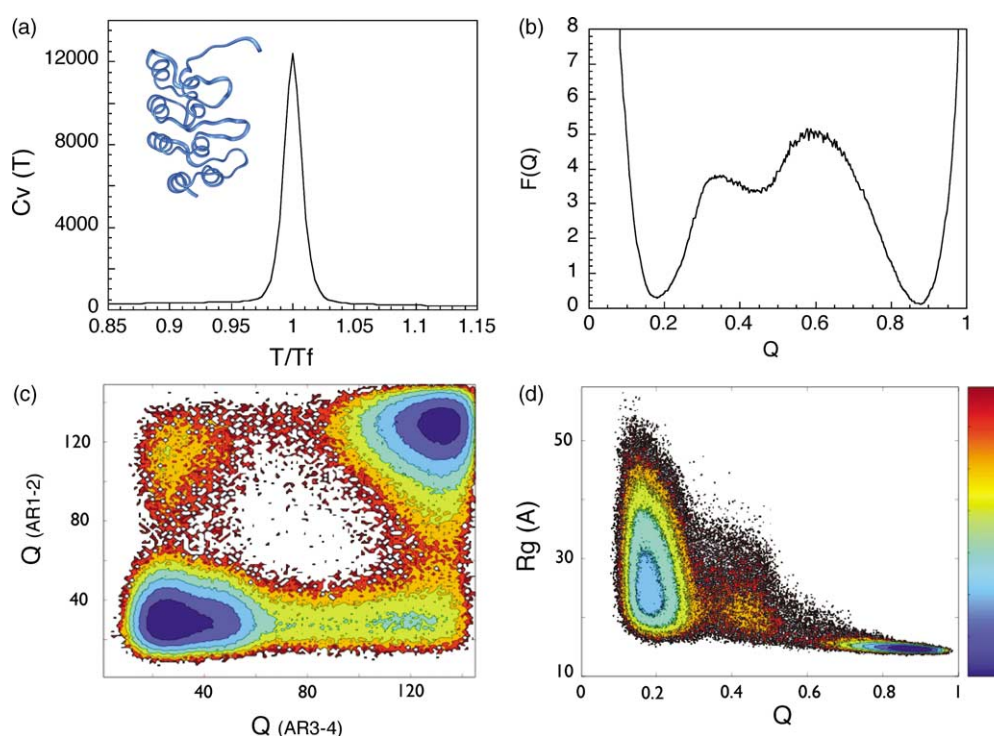 (a)
12000
8000
4000
0
Cv (T)
0.85 0.9 0.95 1 1.05 1.1 1.15
T/Tf
(b)
8
7
6
5
4
3
2
1
0
F(Q)
0 0.2 0.4 0.6 0.8 1
Q
(c)
120
80
40
Q (AR1-2)
40 80 120
Q (AR3-4)
(d)
50
30
10
Rg (A)
0 0.2 0.4 0.6 0.8 1
Q